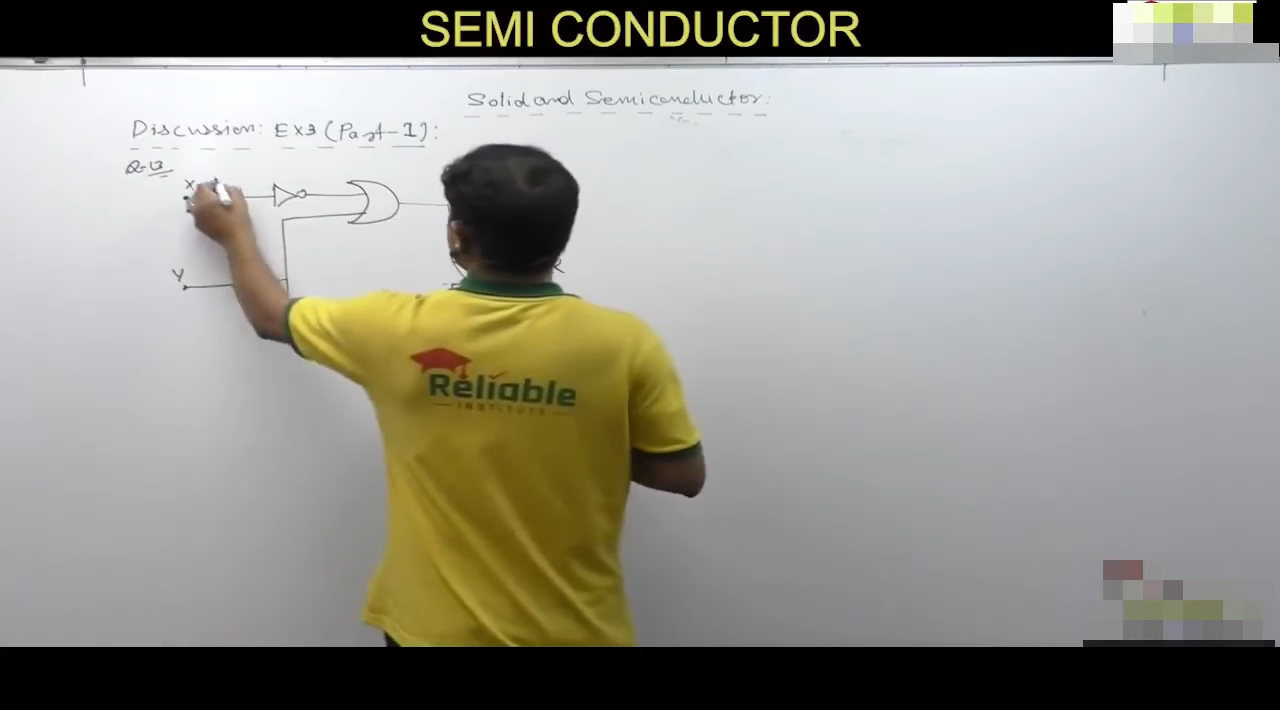 SEMI CONDUCTOR
Solid and Semiconductor:
Discussion: EX3 (Part-1):
Q-13
X
Y
Reliable
INSTITUTE